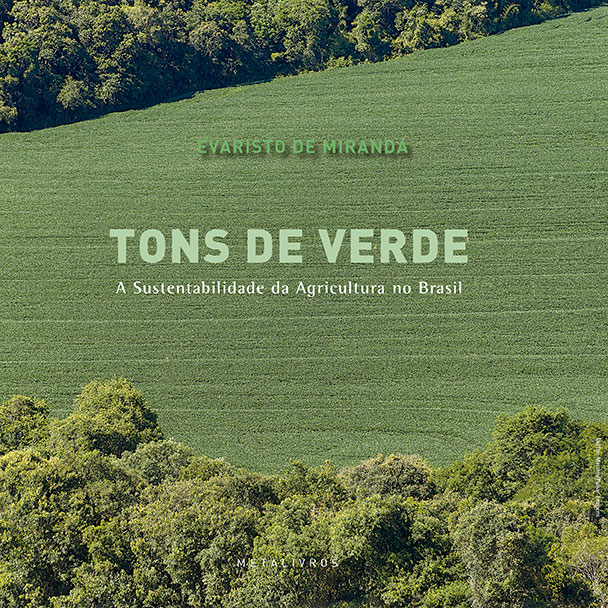 EVARISTO DE MIRANDA
TONS DE VERDE
A Sustentabilidade da Agricultura no Brasil
METALIVROS